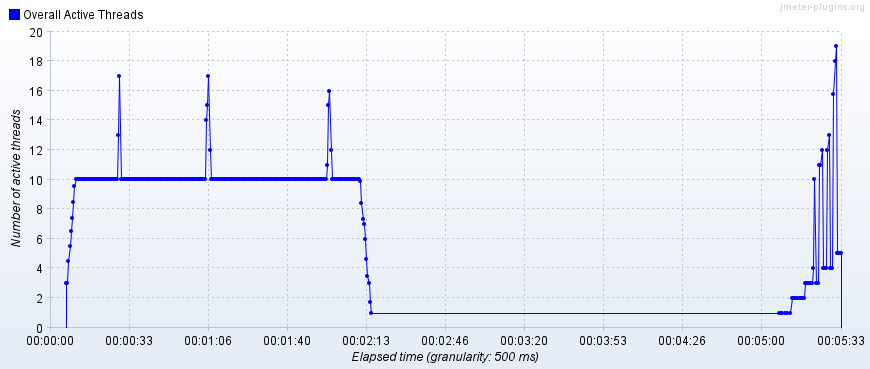 jmeter-plugins.org
Overall Active Threads
20
18
16
14
12
10
8
6
4
2
0
Number of active threads
00:00:00 00:00:33 00:01:06 00:01:40 00:02:13 00:02:46 00:03:20 00:03:53 00:04:26 00:05:00 00:05:33
Elapsed time (granularity: 500 ms)